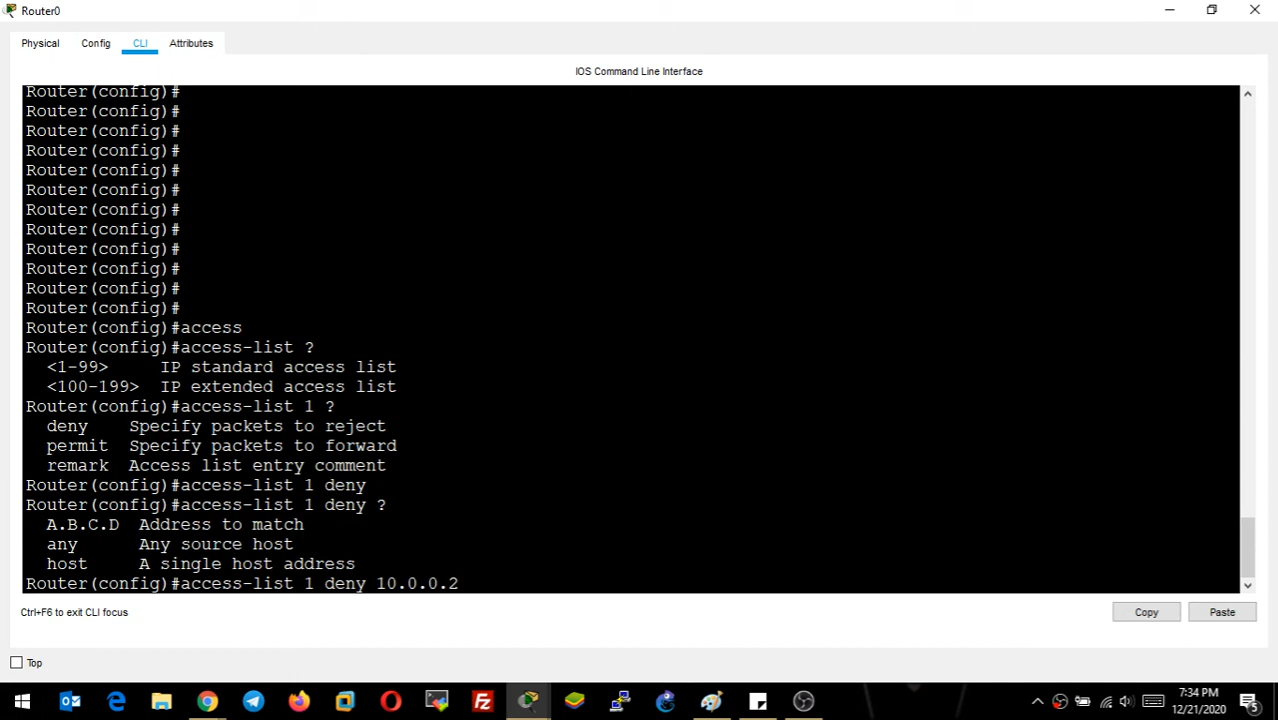 Router0
Physical Config CLI Attributes
IOS Command Line Interface
Router(config)#
Router(config)#
Router(config)#
Router(config)#
Router(config)#
Router(config)#
Router(config)#
Router(config)#
Router(config)#
Router(config)#
Router(config)#
Router(config)#
Router(config)#access
Router(config)#access-list ?
<1-99>     IP standard access list
<100-199>  IP extended access list
Router(config)#access-list 1 ?
deny    Specify packets to reject
permit  Specify packets to forward
remark  Access list entry comment
Router(config)#access-list 1 deny
Router(config)#access-list 1 deny ?
A.B.C.D  Address to match
any      Any source host
host     A single host address
Router(config)#access-list 1 deny 10.0.0.2
Ctrl+F6 to exit CLI focus
Copy Paste
Top
7:34 PM
12/21/2020
5